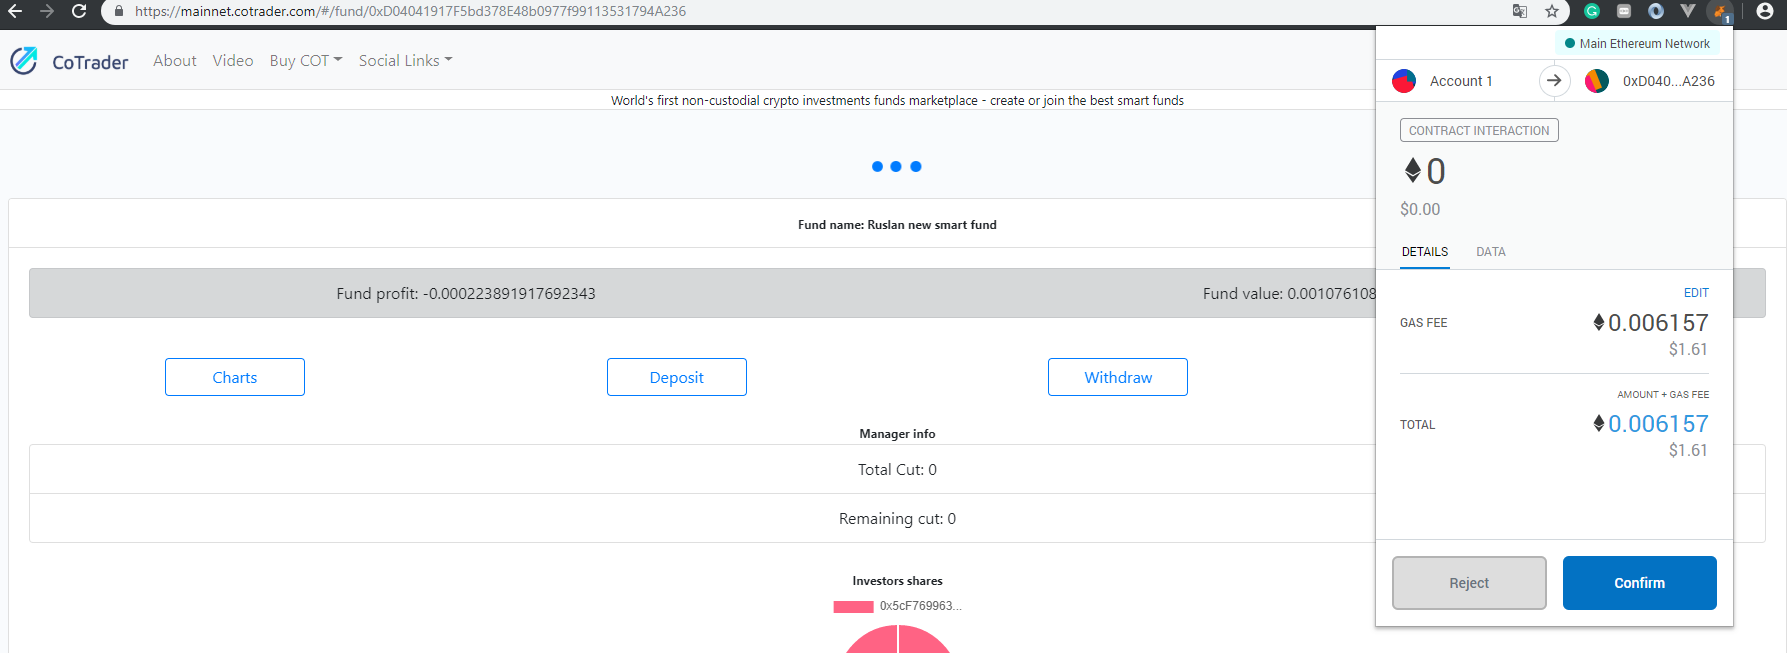 https://mainnet.cotrader.com/#/fund/0xD04041917F5bd378E48b0977f99113531794A236
1
Main Ethereum Network
CoTrader
About
Video
Buy COT
Social Links
Account 1
0xD040...A236
World's first non-custodial crypto investments funds marketplace - create or join the best smart funds
CONTRACT INTERACTION
0
$0.00
Fund name: Ruslan new smart fund
DETAILS
DATA
Fund profit: -0.000223891917692343
Fund value: 0.001076108
EDIT
GAS FEE
0.006157
$1.61
Charts
Deposit
Withdraw
AMOUNT + GAS FEE
TOTAL
0.006157
$1.61
Manager info
Total Cut: 0
Remaining cut: 0
Reject
Confirm
Investors shares
0x5cF769963...